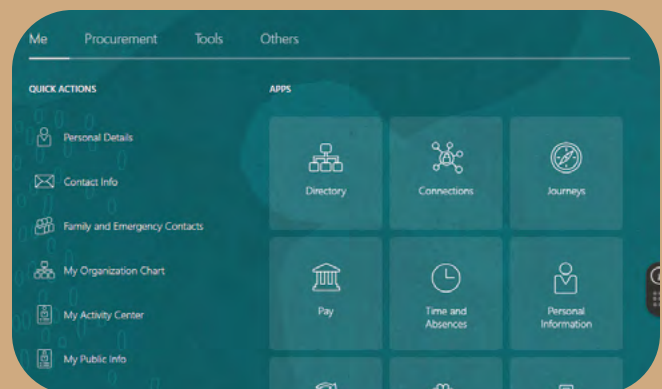 Me Procurement Tools Others
QUICK ACTIONS
Personal Details
Contact Info
Family and Emergency Contacts
My Organization Chart
My Activity Center
My Public Info
APPS
Directory
Connections
Journeys
Pay
Time and
Absences
Personal
Information